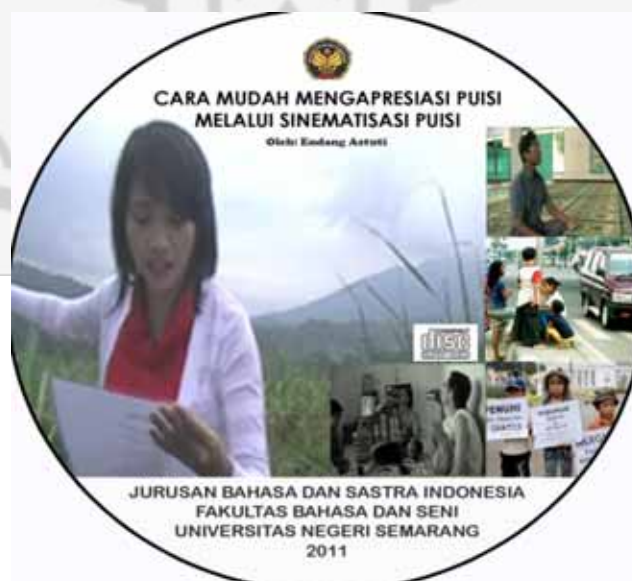 CARA MUDAH MENGAPRESIASI PUISI
MELALUI SINEMATISASI PUISI
Oleh: Endang Astuti
disc
JURUSAN BAHASA DAN SASTRA INDONESIA
FAKULTAS BAHASA DAN SENI
UNIVERSITAS NEGERI SEMARANG
2011